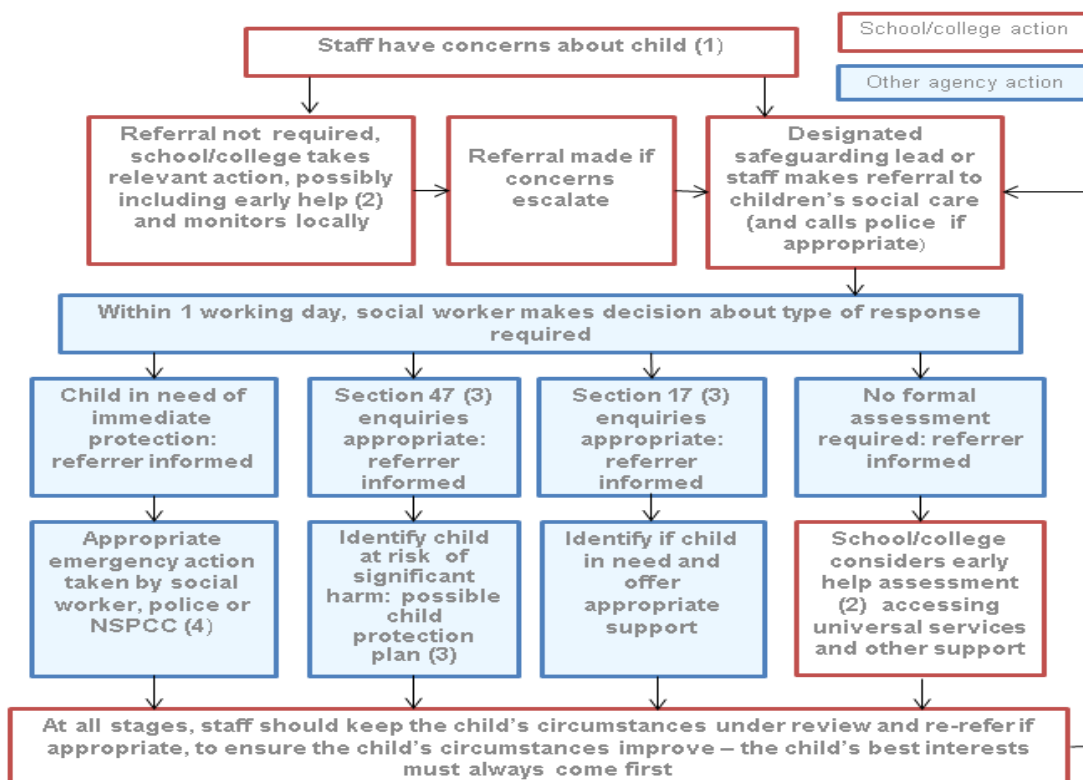 School/college action
Other agency action
Staff have concerns about child (1)
Referral not required,
school/college takes
relevant action, possibly
including early help (2)
and monitors locally
Referral made if
concerns
escalate
Designated
safeguarding lead or
staff makes referral to
children's social care
(and calls police if
appropriate)
Within 1 working day, social worker makes decision about type of response
required
Child in need of
immediate
protection:
referrer informed
Section 47 (3)
enquiries
appropriate:
referrer
informed
Section 17 (3)
enquiries
appropriate:
referrer
informed
No formal
assessment
required: referrer
informed
Appropriate
emergency action
taken by social
worker, police or
NSPCC (4)
Identify child
at risk of
significant
harm: possible
child
protection
plan (3)
Identify if child
in need and
offer
appropriate
support
School/college
considers early
help assessment
(2) accessing
universal services
and other support
At all stages, staff should keep the child's circumstances under review and re-refer if
appropriate, to ensure the child's circumstances improve – the child's best interests
must always come first